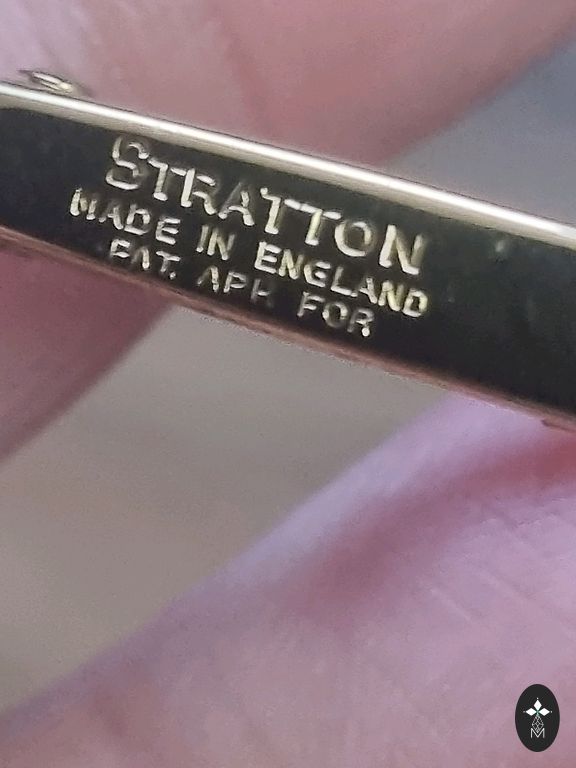 STRATTON
MADE IN ENGLAND
PAT. APP. FOR
M